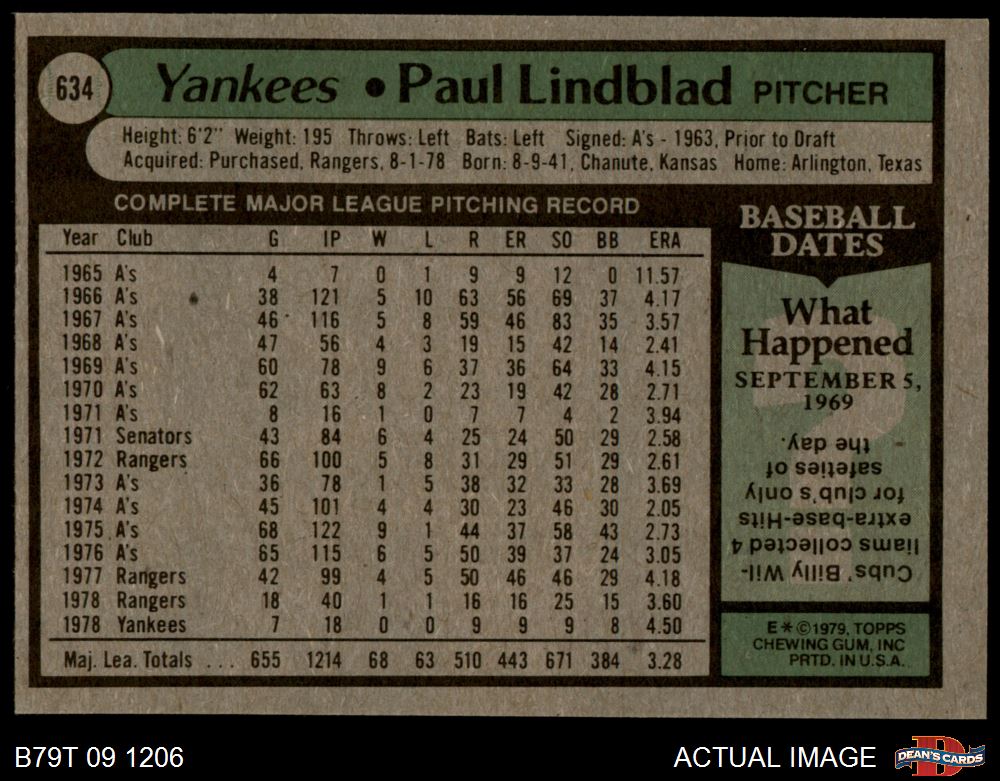 634
Yankees • Paul Lindblad PITCHER
Height: 6'2" Weight: 195 Throws: Left Bats: Left Signed: A's - 1963, Prior to Draft
Acquired: Purchased, Rangers, 8-1-78 Born: 8-9-41, Chanute, Kansas Home: Arlington, Texas
COMPLETE MAJOR LEAGUE PITCHING RECORD
Year Club G IP W L R ER SO BB ERA
1965 A's 4 7 0 1 9 9 12 0 11.57
1966 A's 38 121 5 10 63 56 69 37 4.17
1967 A's 46 116 5 8 59 46 83 35 3.57
1968 A's 47 56 4 3 19 15 42 14 2.41
1969 A's 60 78 9 6 37 36 64 33 4.15
1970 A's 62 63 8 2 23 19 42 28 2.71
1971 A's 8 16 1 0 7 7 4 2 3.94
1971 Senators 43 84 6 4 25 24 50 29 2.58
1972 Rangers 66 100 5 8 31 29 51 29 2.61
1973 A's 36 78 1 5 38 32 33 28 3.69
1974 A's 45 101 4 4 30 23 46 30 2.05
1975 A's 68 122 9 1 44 37 58 43 2.73
1976 A's 65 115 6 5 50 39 37 24 3.05
1977 Rangers 42 99 4 5 50 46 46 29 4.18
1978 Rangers 18 40 1 1 16 16 25 15 3.60
1978 Yankees 7 18 0 0 9 9 9 8 4.50
Maj. Lea. Totals ... 655 1214 68 63 510 443 671 384 3.28
BASEBALL
DATES
What
Happened
SEPTEMBER 5,
1969
Cubs' Billy Wil-
liams collected 4
extra-base-Hits
for club's only
safeties of
the day.
E*©1979, TOPPS
CHEWING GUM, INC
PRTD. IN U.S.A.
B79T 09 1206
ACTUAL IMAGE
D
DEAN'S CARDS